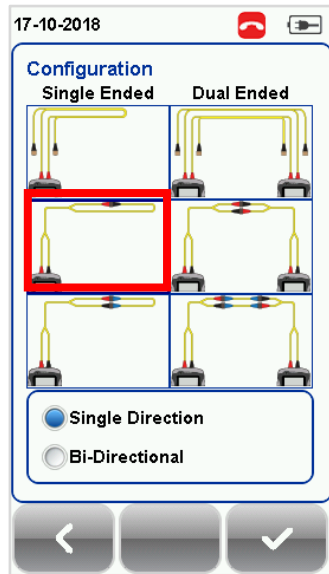 17-10-2018
Configuration
Single Ended Dual Ended
Single Direction
Bi-Directional